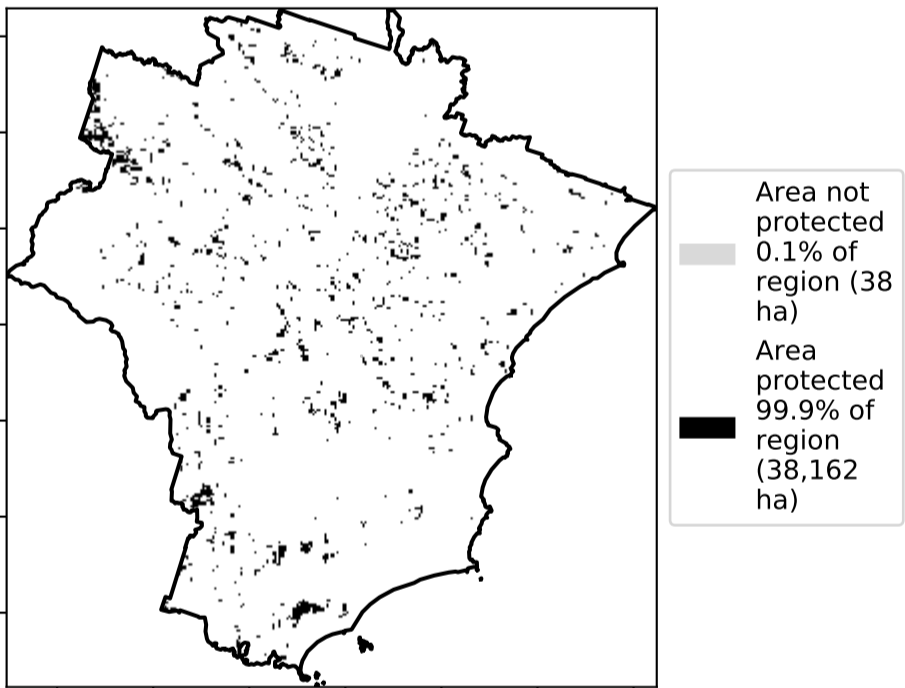 Area not
protected
0.1% of
region (38
ha)
Area
protected
99.9% of
region
(38,162
ha)